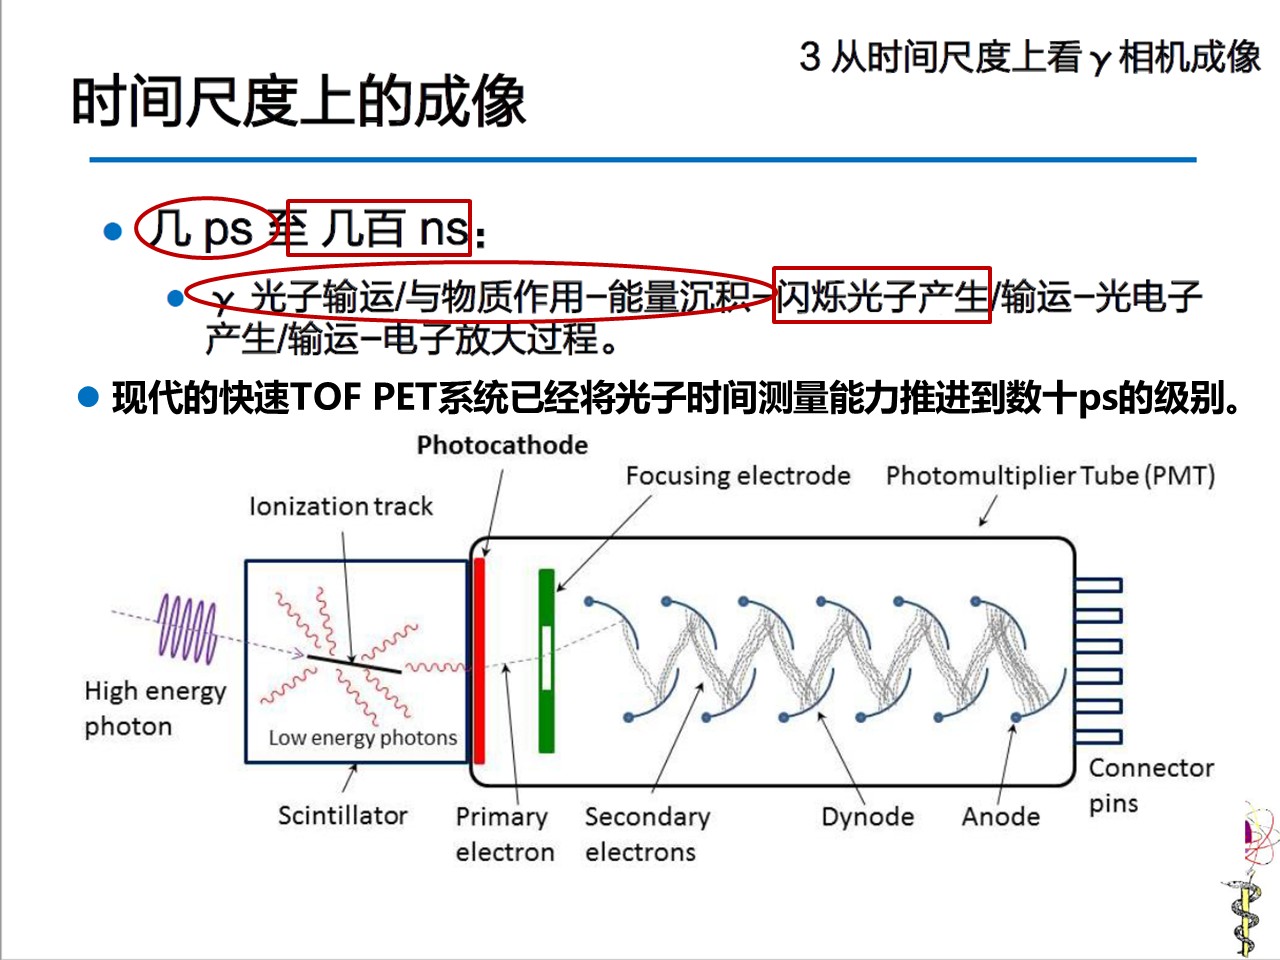 3 从时间尺度上看γ相机成像
时间尺度上的成像
几 ps 至 几百 ns：
γ 光子输运/与物质作用–能量沉积–闪烁光子产生/输运–光电子
产生/输运–电子放大过程。
现代的快速TOF PET系统已经将光子时间测量能力推进到数十ps的级别。
Photocathode
Focusing electrode
Photomultiplier Tube (PMT)
Ionization track
High energy
photon
Low energy photons
Scintillator
Primary
electron
Secondary
electrons
Dynode
Anode
Connector
pins